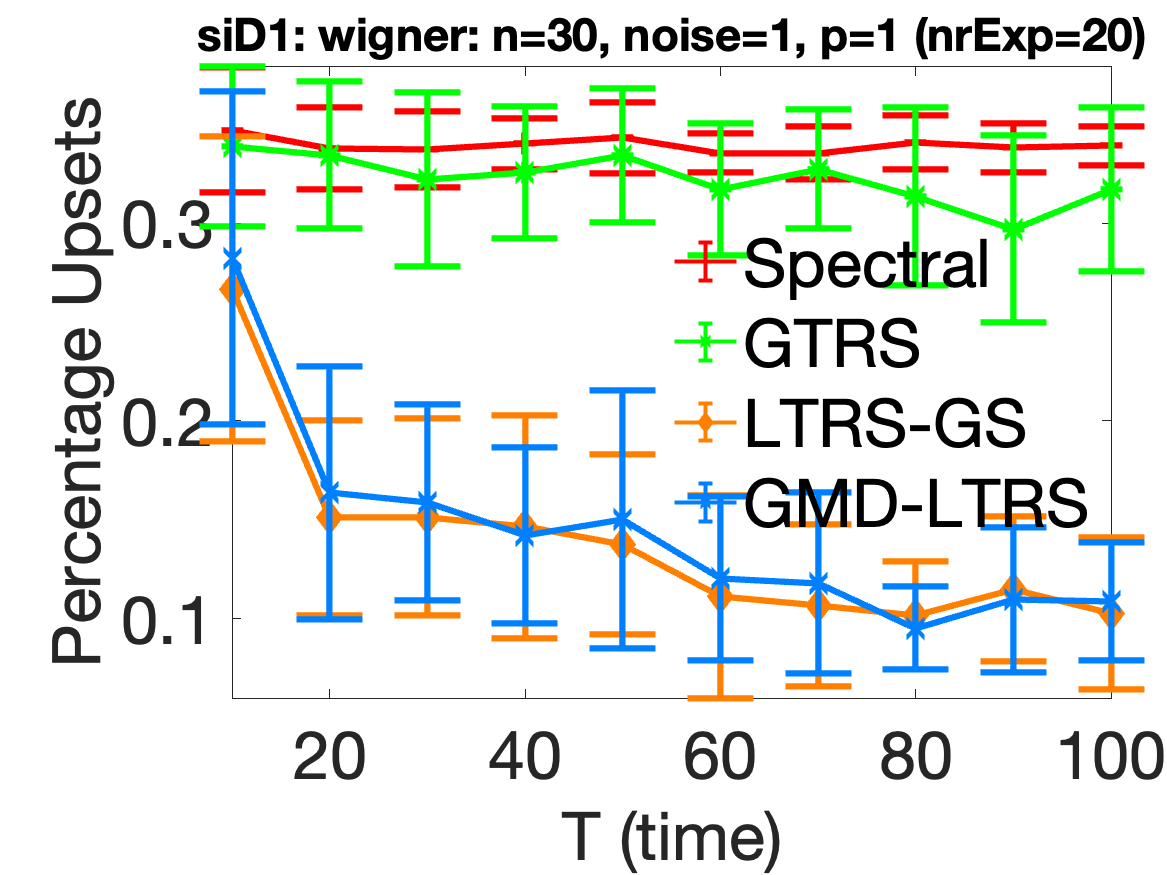 siD1: wigner: n=30, noise=1, p=1 (nrExp=20)
Percentage Upsets
0.3
0.2
0.1
Spectral
GTRS
LTRS-GS
GMD-LTRS
20 40 60 80 100
T (time)